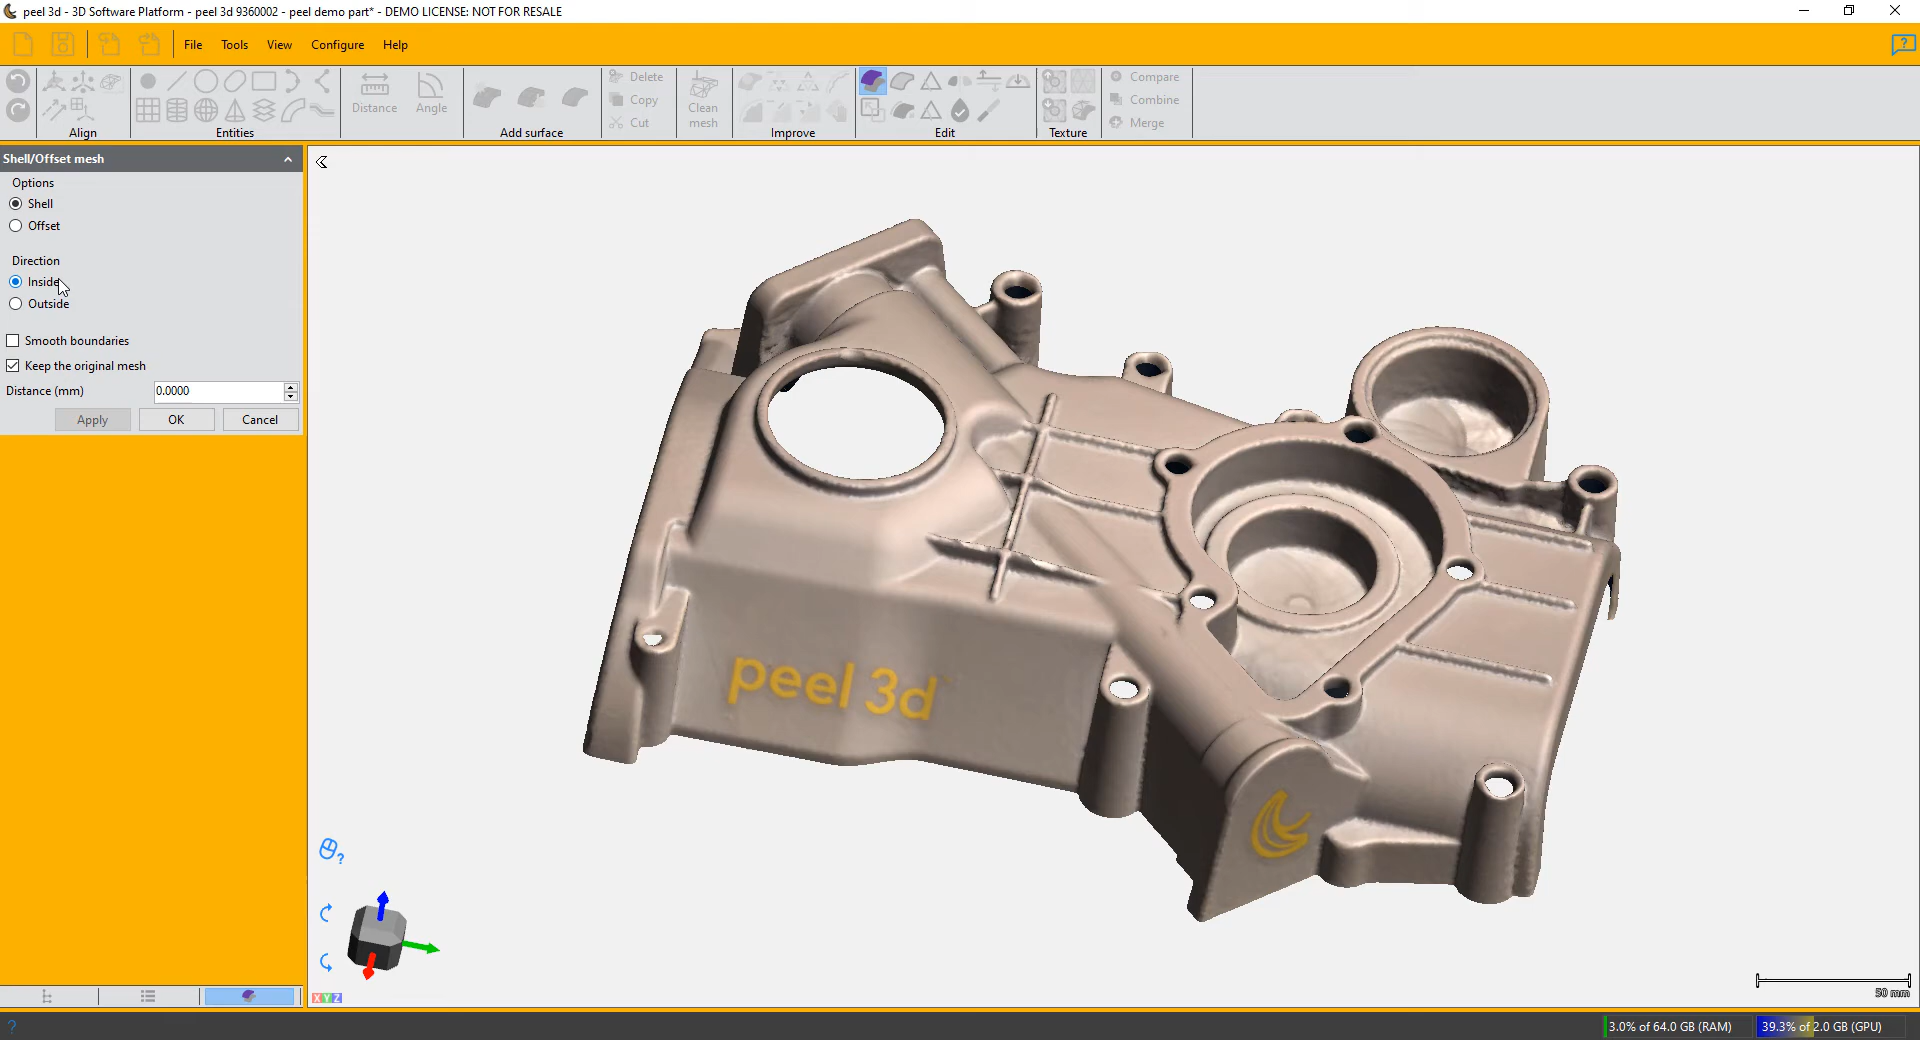 peel 3d - 3D Software Platform - peel 3d 9360002 - peel demo part* - DEMO LICENSE: NOT FOR RESALE
File Tools View Configure Help
Align
Entities
Distance
Angle
Add surface
Delete
Copy
Cut
Clean
mesh
Improve
Edit
Texture
Compare
Combine
Merge
Shell/Offset mesh
Options
Shell
Offset
Direction
Inside
Outside
Smooth boundaries
Keep the original mesh
Distance (mm) 0.0000
Apply OK Cancel
peel 3d
XYZ
50 mm
3.0% of 64.0 GB (RAM) 39.3% of 2.0 GB (GPU)